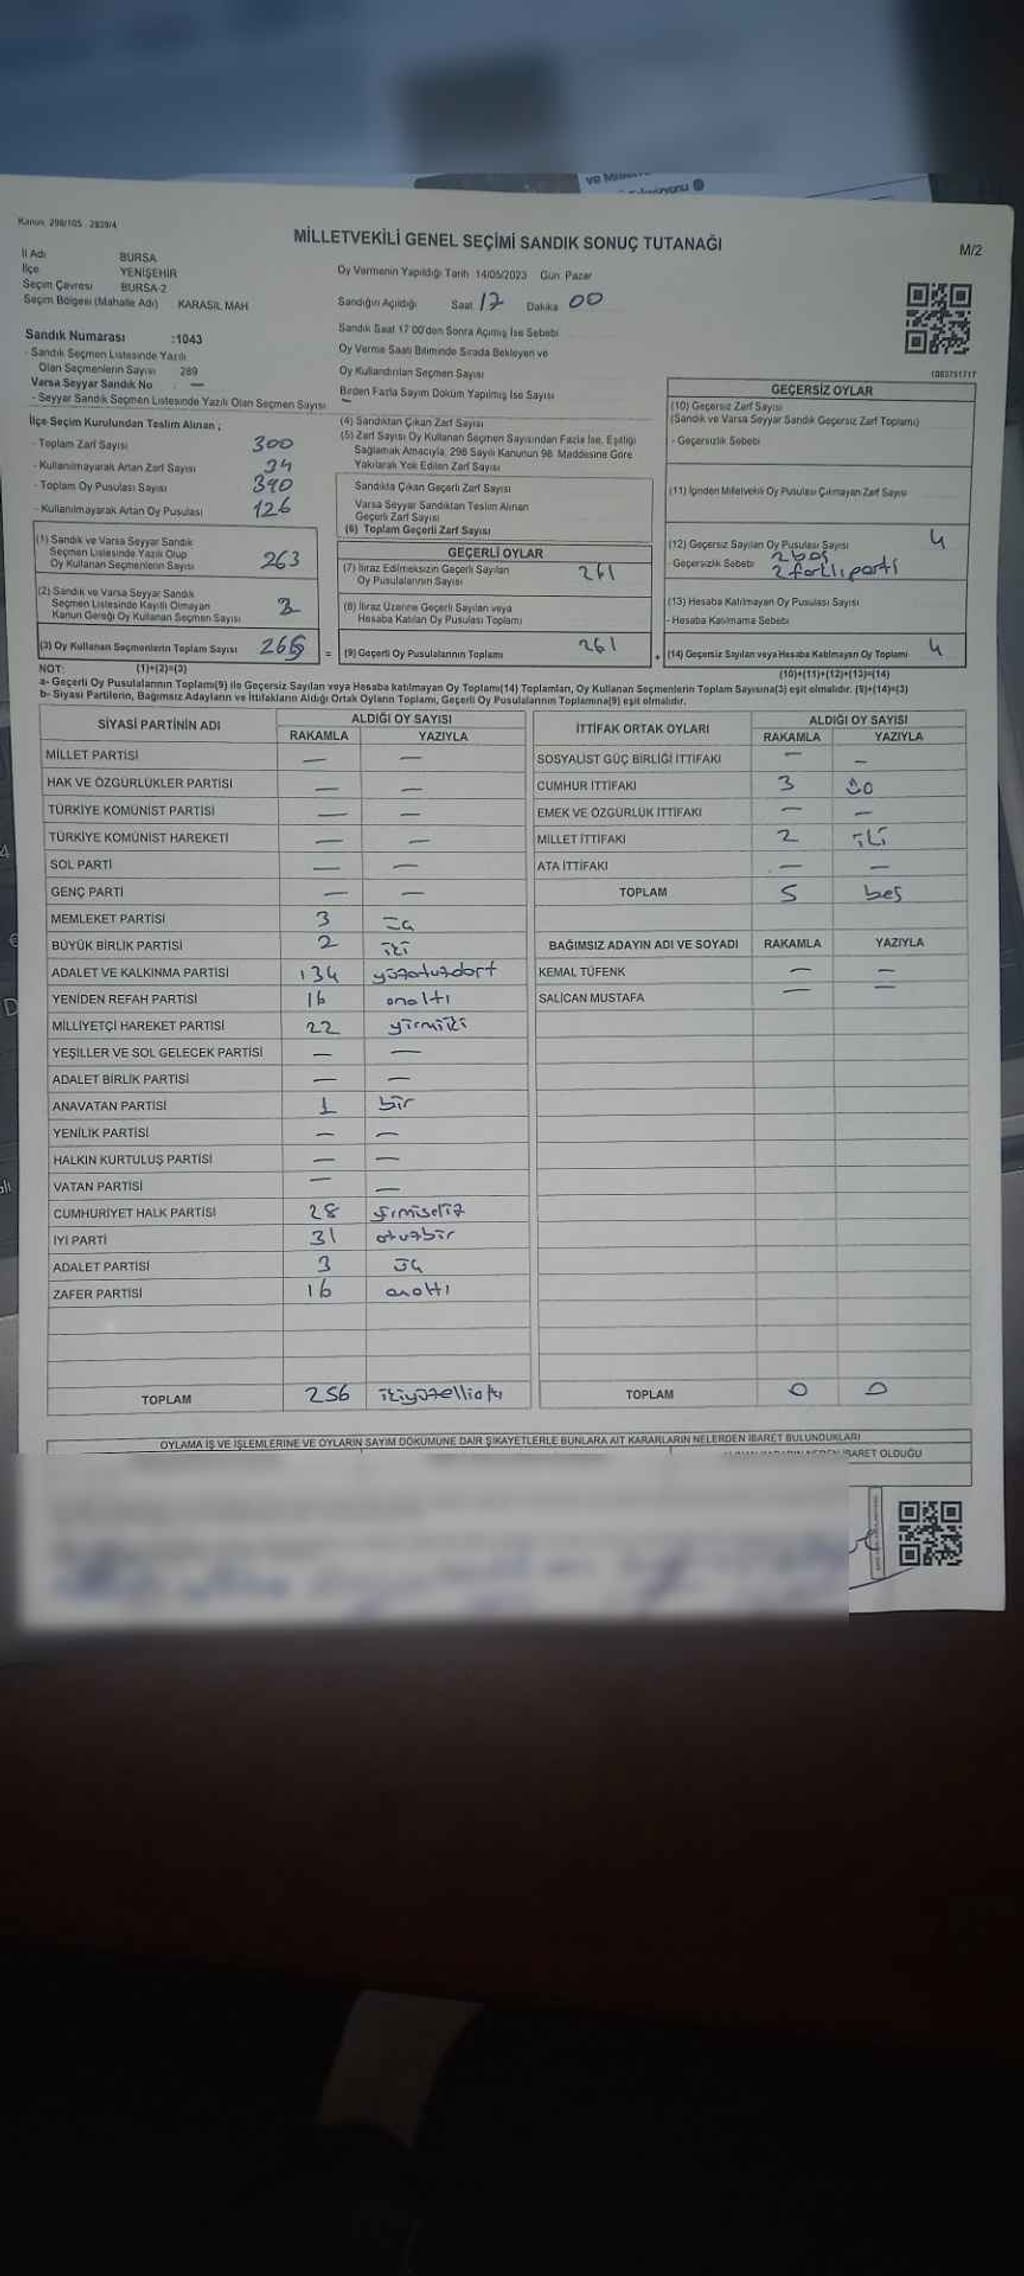 Kanun: 298/105 - 2839/4
MİLLETVEKİLİ GENEL SEÇİMİ SANDIK SONUÇ TUTANAĞI
M/2
İl Adı BURSA
İlçe YENİŞEHİR
Seçim Çevresi BURSA-2
Seçim Bölgesi (Mahalle Adı) KARASIL MAH
Oy Vermenin Yapıldığı Tarih 14/05/2023 Gün: Pazar
Sandığın Açıldığı Saat 17 Dakika 00
Sandık Saat 17:00'den Sonra Açılmış İse Sebebi
Oy Verme Saati Bitiminde Sırada Bekleyen ve
Oy Kullandırılan Seçmen Sayısı
Birden Fazla Sayım Döküm Yapılmış İse Sayısı
Sandık Numarası :1043
- Sandık Seçmen Listesinde Yazılı
Olan Seçmenlerin Sayısı 289
Varsa Seyyar Sandık No : —
- Seyyar Sandık Seçmen Listesinde Yazılı Olan Seçmen Sayısı —
İlçe Seçim Kurulundan Teslim Alınan ;
- Toplam Zarf Sayısı 300
- Kullanılmayarak Artan Zarf Sayısı 34
- Toplam Oy Pusulası Sayısı 390
- Kullanılmayarak Artan Oy Pusulası 126
(1) Sandık ve Varsa Seyyar Sandık
Seçmen Listesinde Yazılı Olup
Oy Kullanan Seçmenlerin Sayısı 263
(2) Sandık ve Varsa Seyyar Sandık
Seçmen Listesinde Kayıtlı Olmayan
Kanun Gereği Oy Kullanan Seçmen Sayısı 2
(3) Oy Kullanan Seçmenlerin Toplam Sayısı 265 =
(4) Sandıktan Çıkan Zarf Sayısı
(5) Zarf Sayısı Oy Kullanan Seçmen Sayısından Fazla İse, Eşitliği
Sağlamak Amacıyla, 298 Sayılı Kanunun 98. Maddesine Göre
Yakılarak Yok Edilen Zarf Sayısı
Sandıkta Çıkan Geçerli Zarf Sayısı
Varsa Seyyar Sandıktan Teslim Alınan
Geçerli Zarf Sayısı
(6) Toplam Geçerli Zarf Sayısı
GEÇERLİ OYLAR
(7) İtiraz Edilmeksizin Geçerli Sayılan
Oy Pusulalarının Sayısı 261
(8) İtiraz Üzerine Geçerli Sayılan veya
Hesaba Katılan Oy Pusulası Toplamı
(9) Geçerli Oy Pusulalarının Toplamı 261 +
1083751717
GEÇERSİZ OYLAR
(10) Geçersiz Zarf Sayısı
(Sandık ve Varsa Seyyar Sandık Geçersiz Zarf Toplamı)
- Geçersizlik Sebebi
(11) İçinden Milletvekili Oy Pusulası Çıkmayan Zarf Sayısı
(12) Geçersiz Sayılan Oy Pusulası Sayısı 4
- Geçersizlik Sebebi 2 boş
2 farklı parti
(13) Hesaba Katılmayan Oy Pusulası Sayısı
- Hesaba Katılmama Sebebi
(14) Geçersiz Sayılan veya Hesaba Katılmayan Oy Toplamı 4
NOT: (1)+(2)=(3) (10)+(11)+(12)+(13)=(14)
a- Geçerli Oy Pusulalarının Toplamı(9) ile Geçersiz Sayılan veya Hesaba katılmayan Oy Toplamı(14) Toplamları, Oy Kullanan Seçmenlerin Toplam Sayısına(3) eşit olmalıdır. (9)+(14)=(3)
b- Siyasi Partilerin, Bağımsız Adayların ve İttifakların Aldığı Ortak Oyların Toplamı, Geçerli Oy Pusulalarının Toplamına(9) eşit olmalıdır.
SİYASİ PARTİNİN ADI ALDIĞI OY SAYISI
RAKAMLA YAZIYLA
MİLLET PARTİSİ — —
HAK VE ÖZGÜRLÜKLER PARTİSİ — —
TÜRKİYE KOMÜNİST PARTİSİ — —
TÜRKİYE KOMÜNİST HAREKETİ — —
SOL PARTİ — —
GENÇ PARTİ — —
MEMLEKET PARTİSİ 3 üç
BÜYÜK BİRLİK PARTİSİ 2 iki
ADALET VE KALKINMA PARTİSİ 134 yüzotuzdört
YENİDEN REFAH PARTİSİ 16 onaltı
MİLLİYETÇİ HAREKET PARTİSİ 22 yirmiiki
YEŞİLLER VE SOL GELECEK PARTİSİ — —
ADALET BİRLİK PARTİSİ — —
ANAVATAN PARTİSİ 1 bir
YENİLİK PARTİSİ — —
HALKIN KURTULUŞ PARTİSİ — —
VATAN PARTİSİ — —
CUMHURİYET HALK PARTİSİ 28 yirmisekiz
İYİ PARTİ 31 otuzbir
ADALET PARTİSİ 3 üç
ZAFER PARTİSİ 16 onaltı
TOPLAM 256 ikiyüzellialtı
İTTİFAK ORTAK OYLARI ALDIĞI OY SAYISI
RAKAMLA YAZIYLA
SOSYALİST GÜÇ BİRLİĞİ İTTİFAKI — —
CUMHUR İTTİFAKI 3 üç
EMEK VE ÖZGÜRLÜK İTTİFAKI — —
MİLLET İTTİFAKI 2 iki
ATA İTTİFAKI — —
TOPLAM 5 beş
BAĞIMSIZ ADAYIN ADI VE SOYADI RAKAMLA YAZIYLA
KEMAL TÜFENK — —
SALİCAN MUSTAFA — —
TOPLAM 0 0
OYLAMA İŞ VE İŞLEMLERİNE VE OYLARIN SAYIM DÖKÜMÜNE DAİR ŞİKAYETLERLE BUNLARA AİT KARARLARIN NELERDEN İBARET BULUNDUKLARI
İBARET OLDUĞU